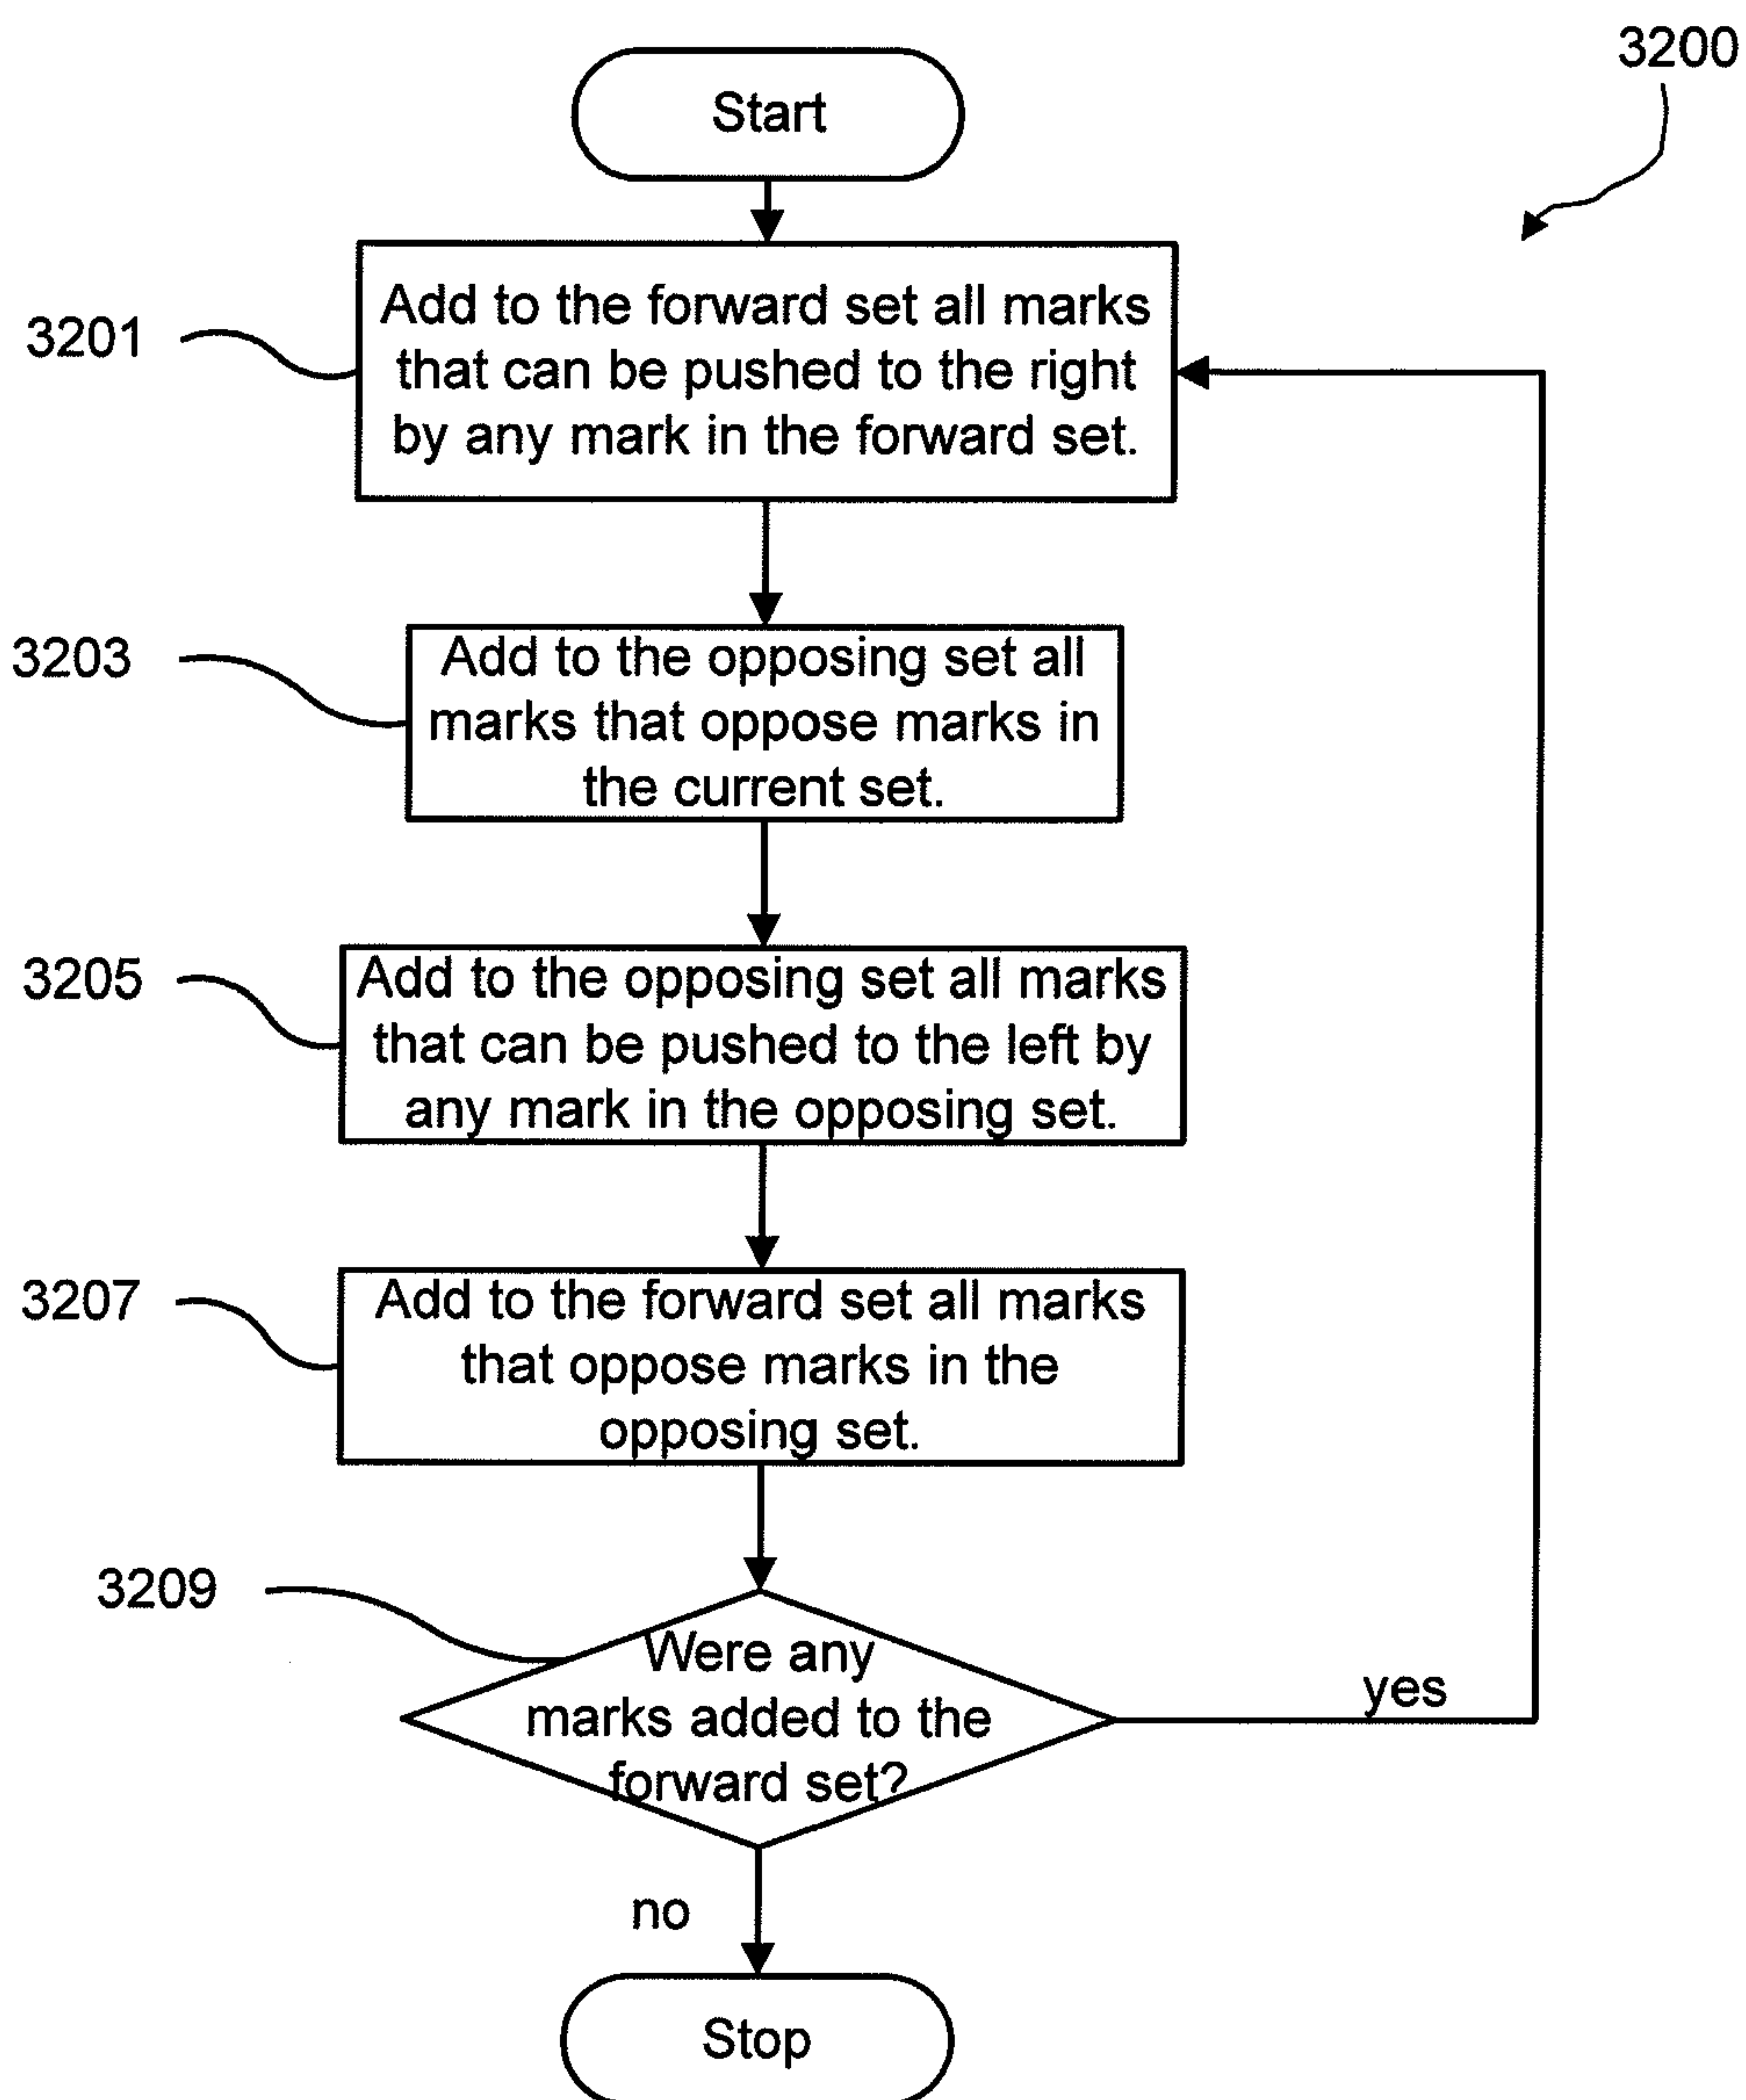 3200
Start
3201
Add to the forward set all marks
that can be pushed to the right
by any mark in the forward set.
3203
Add to the opposing set all
marks that oppose marks in
the current set.
3205
Add to the opposing set all marks
that can be pushed to the left by
any mark in the opposing set.
3207
Add to the forward set all marks
that oppose marks in the
opposing set.
3209
Were any
marks added to the
forward set?
yes
no
Stop